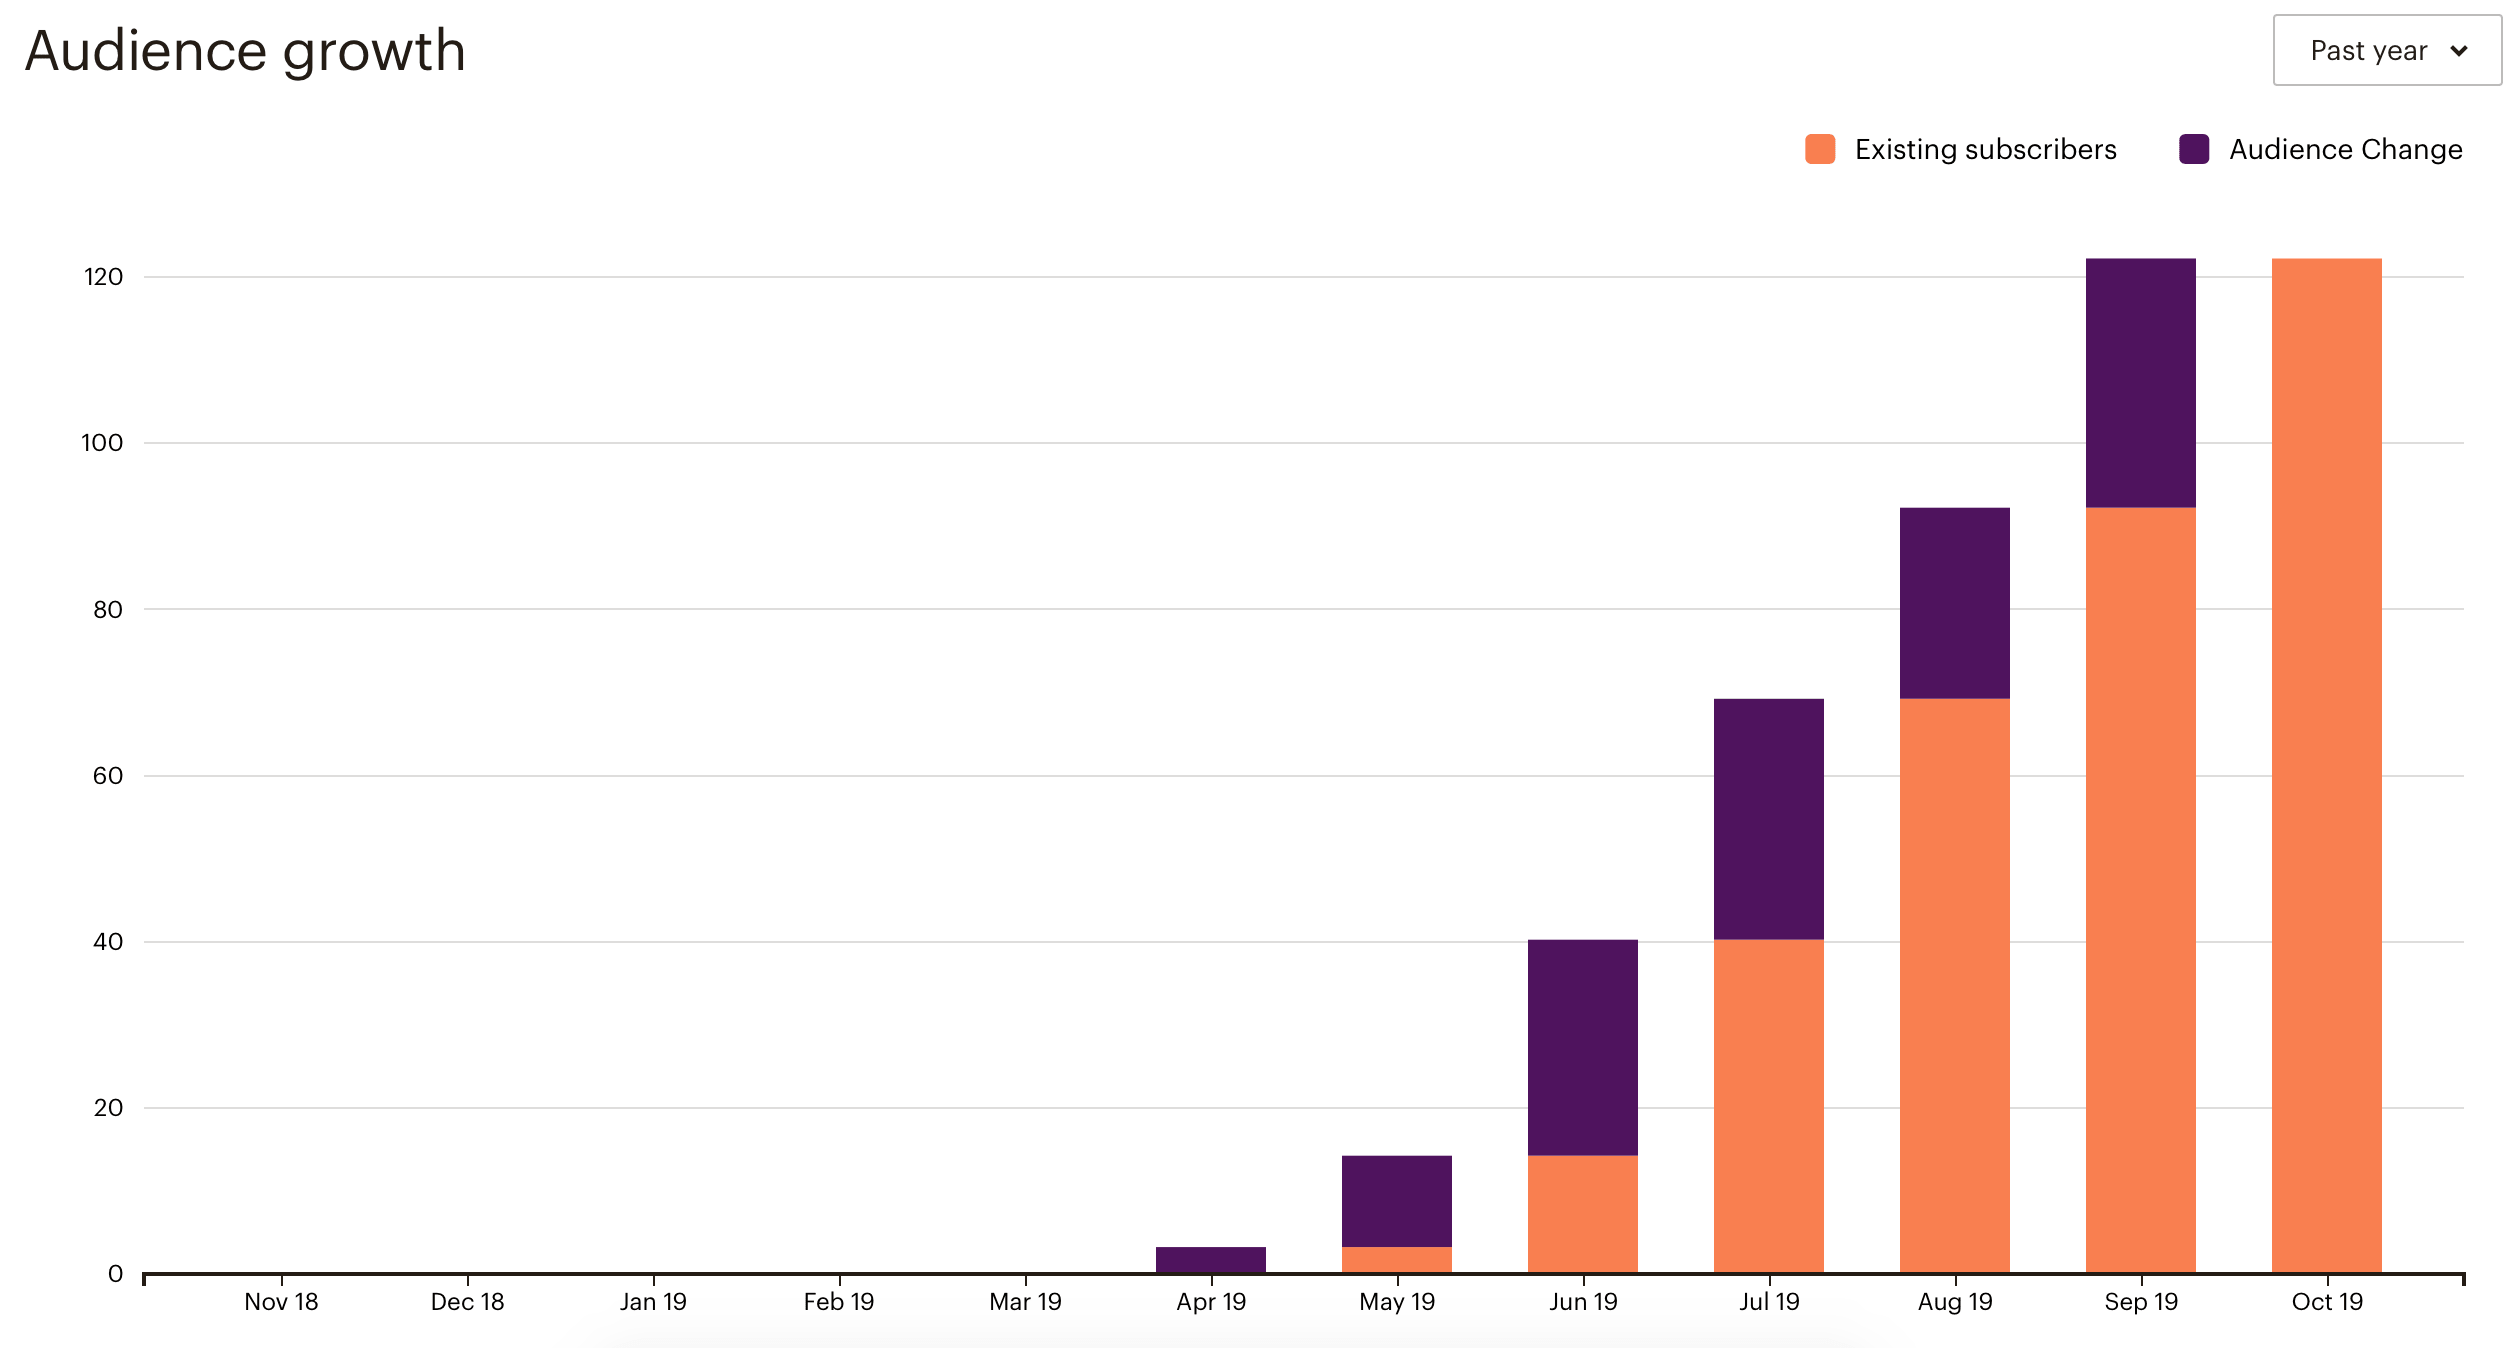 Audience growth
Past year
Existing subscribers
Audience Change
120
100
80
60
40
20
0
Nov 18 Dec 18 Jan 19 Feb 19 Mar 19 Apr 19 May 19 Jun 19 Jul 19 Aug 19 Sep 19 Oct 19